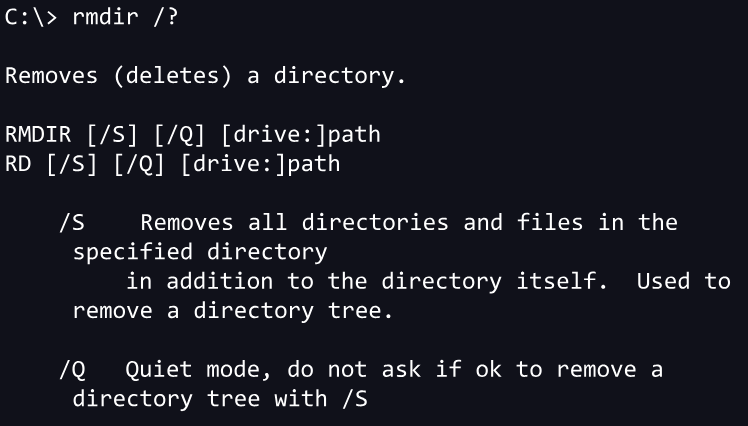 C:\> rmdir /?
Removes (deletes) a directory.
RMDIR [/S] [/Q] [drive:]path
RD [/S] [/Q] [drive:]path
/S    Removes all directories and files in the
specified directory
in addition to the directory itself.  Used to
remove a directory tree.
/Q   Quiet mode, do not ask if ok to remove a
directory tree with /S